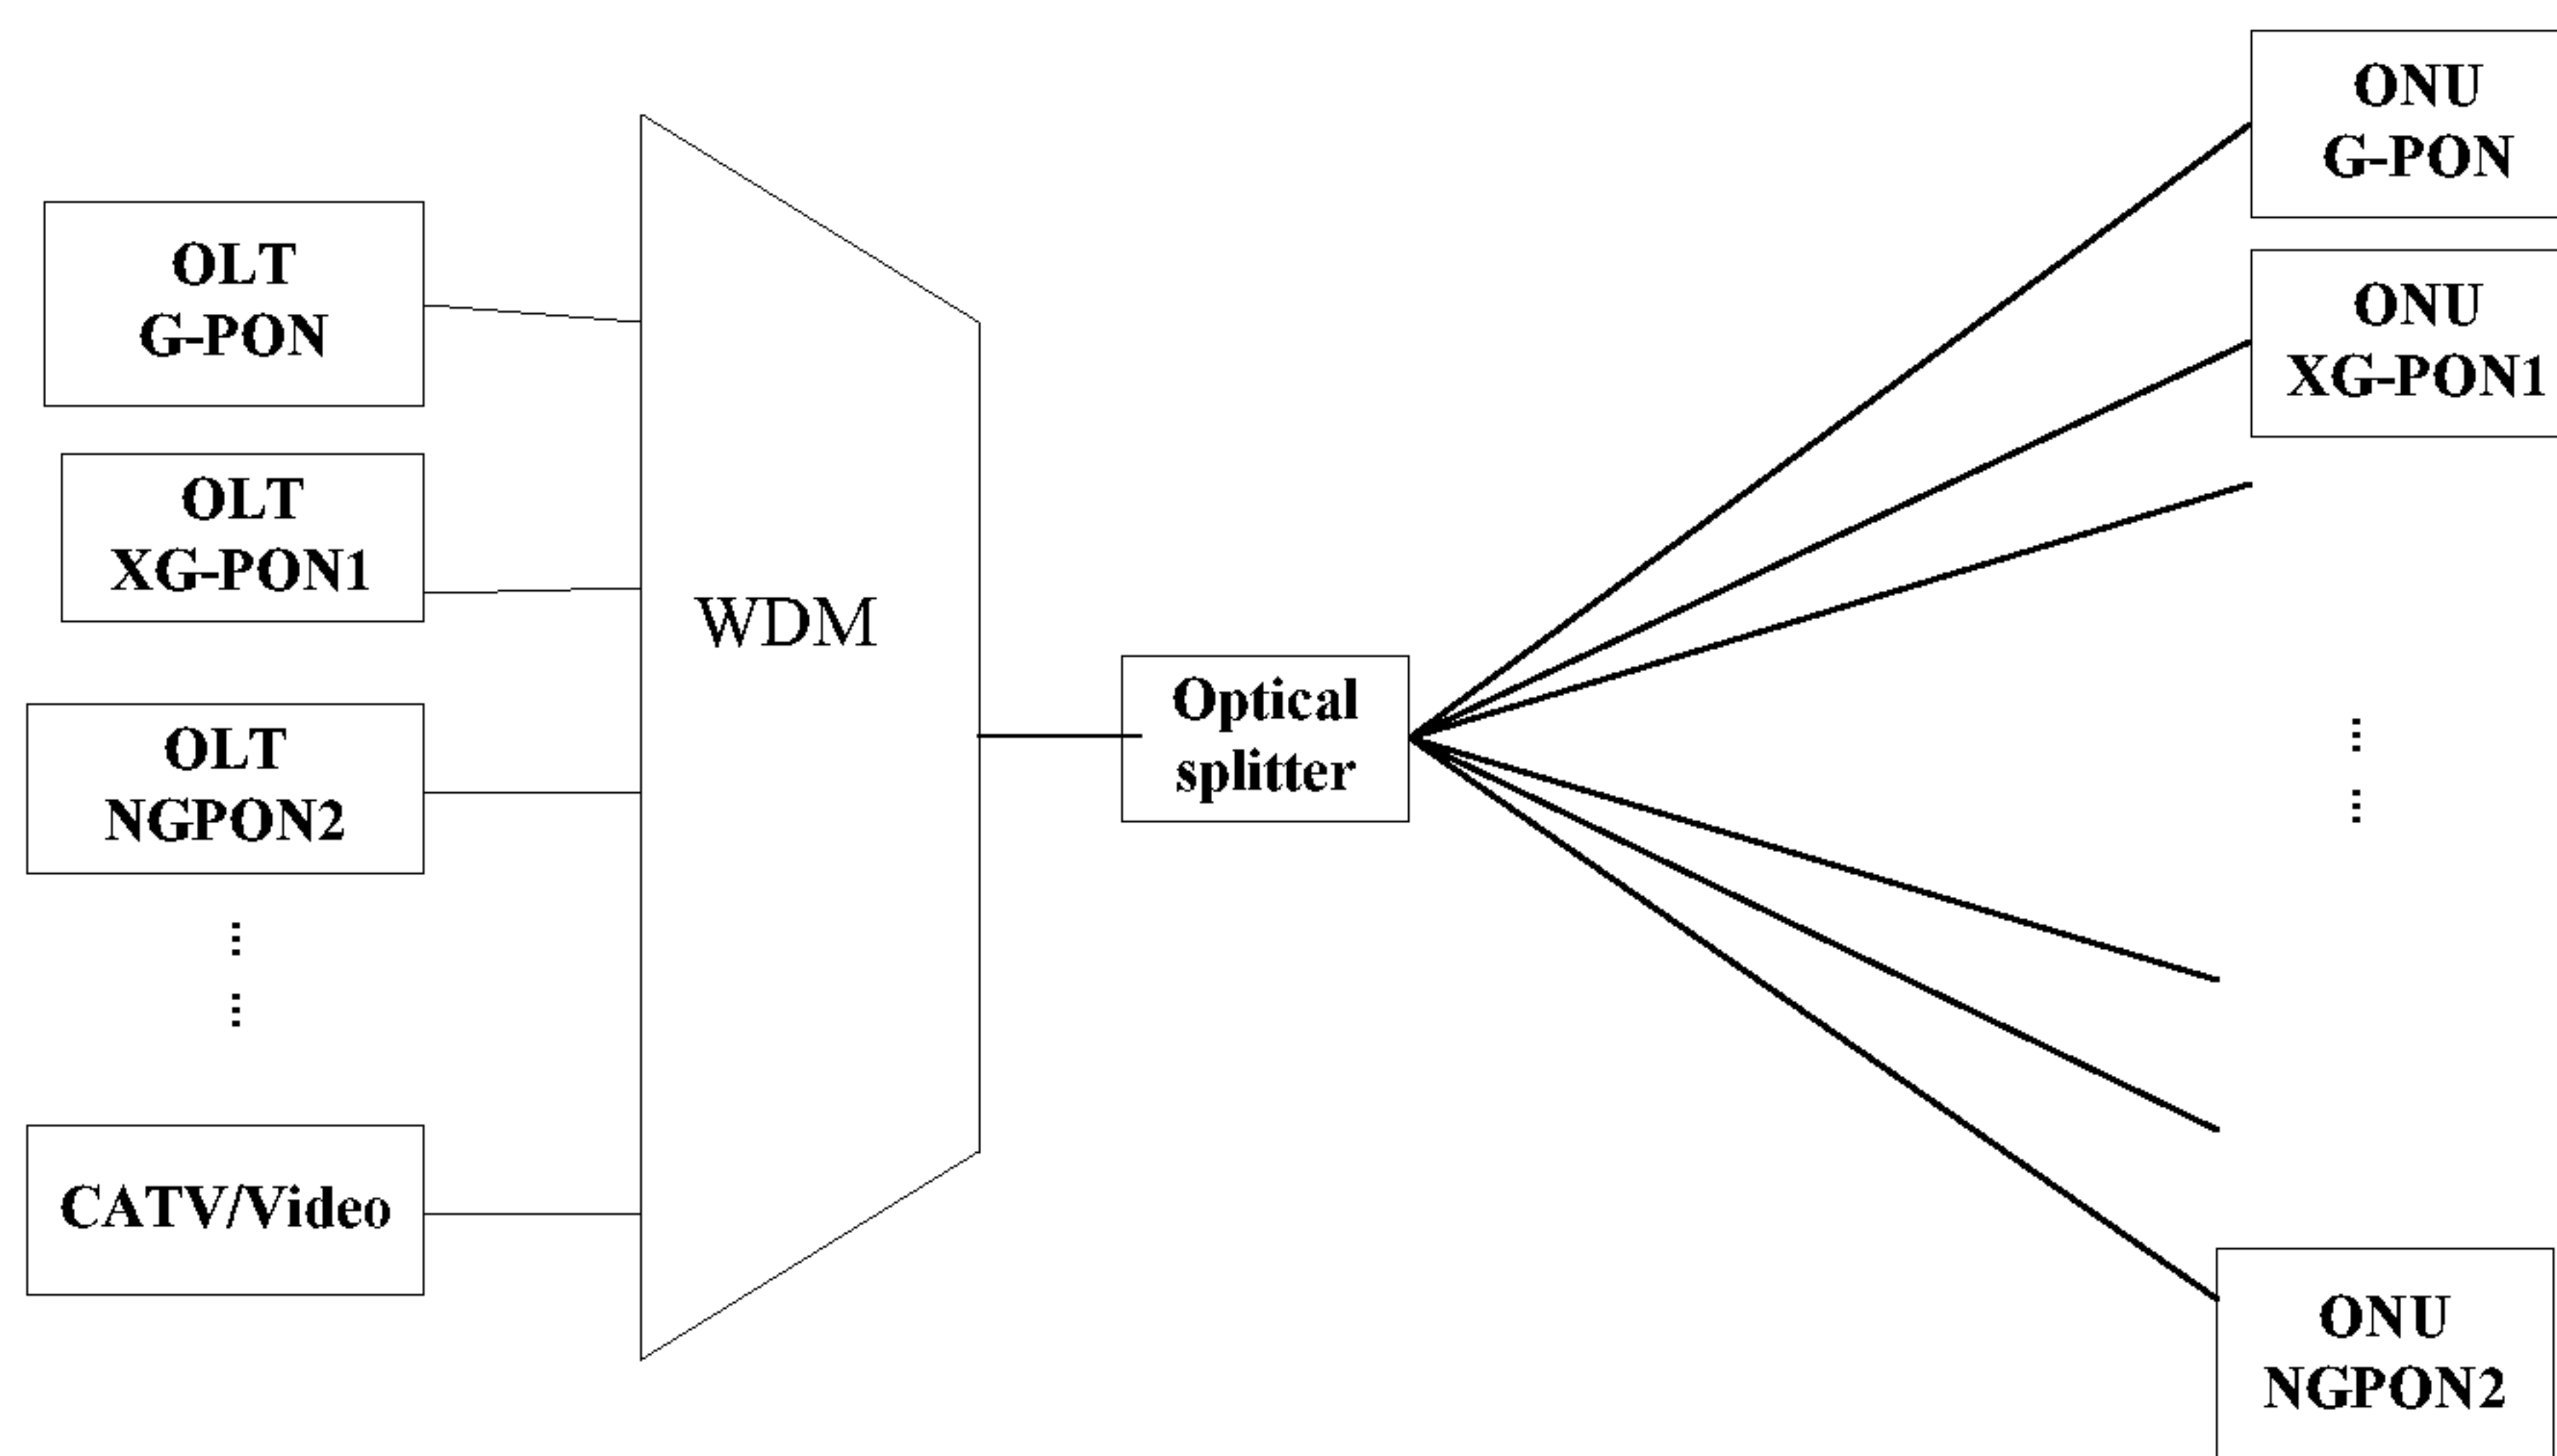 OLT
G-PON
OLT
XG-PON1
OLT
NGPON2
...
...
CATV/Video
WDM
Optical
splitter
ONU
G-PON
ONU
XG-PON1
...
...
ONU
NGPON2